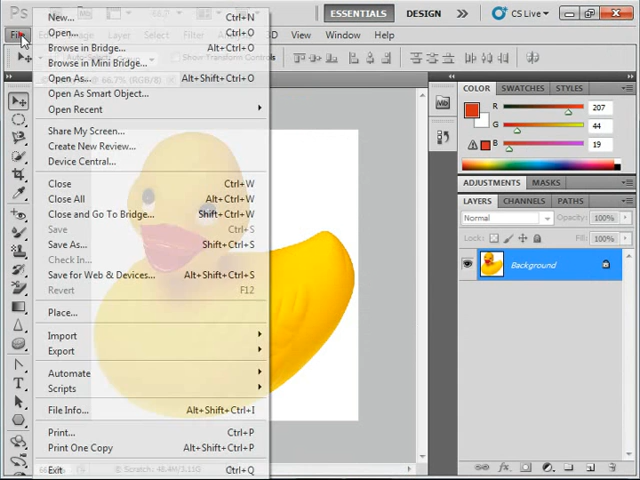 Ps
ESSENTIALS
DESIGN
CS Live
File
Window
Help
New... Ctrl+N
Open... Ctrl+O
Browse in Bridge... Alt+Ctrl+O
Browse in Mini Bridge...
Open As... Alt+Shift+Ctrl+O
Open As Smart Object...
Open Recent
Share My Screen...
Create New Review...
Device Central...
Close Ctrl+W
Close All Alt+Ctrl+W
Close and Go To Bridge... Shift+Ctrl+W
Save Ctrl+S
Save As... Shift+Ctrl+S
Check In...
Save for Web & Devices... Alt+Shift+Ctrl+S
Revert F12
Place...
Import
Export
Automate
Scripts
File Info... Alt+Shift+Ctrl+I
Print... Ctrl+P
Print One Copy Alt+Shift+Ctrl+P
Exit Ctrl+Q
Mb
COLOR SWATCHES STYLES
R 207
G 44
B 19
ADJUSTMENTS MASKS
LAYERS CHANNELS PATHS
Normal Opacity: 100%
Lock: Fill: 100%
Background